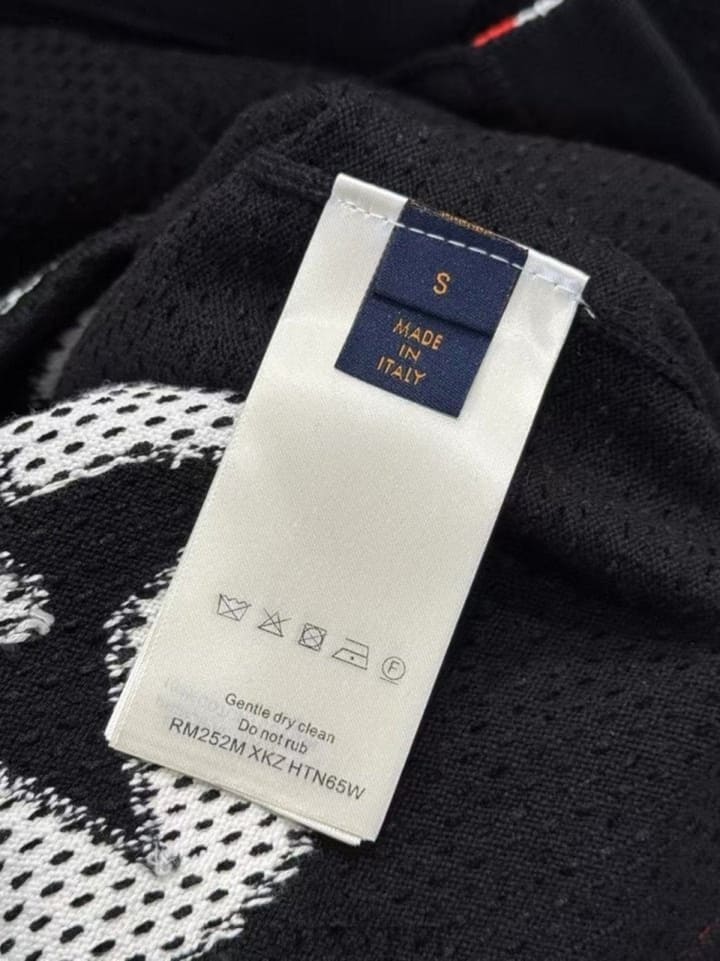 S
MADE
IN
ITALY
F
Gentle dry clean
Do not rub
RM252M XKZ HTN65W